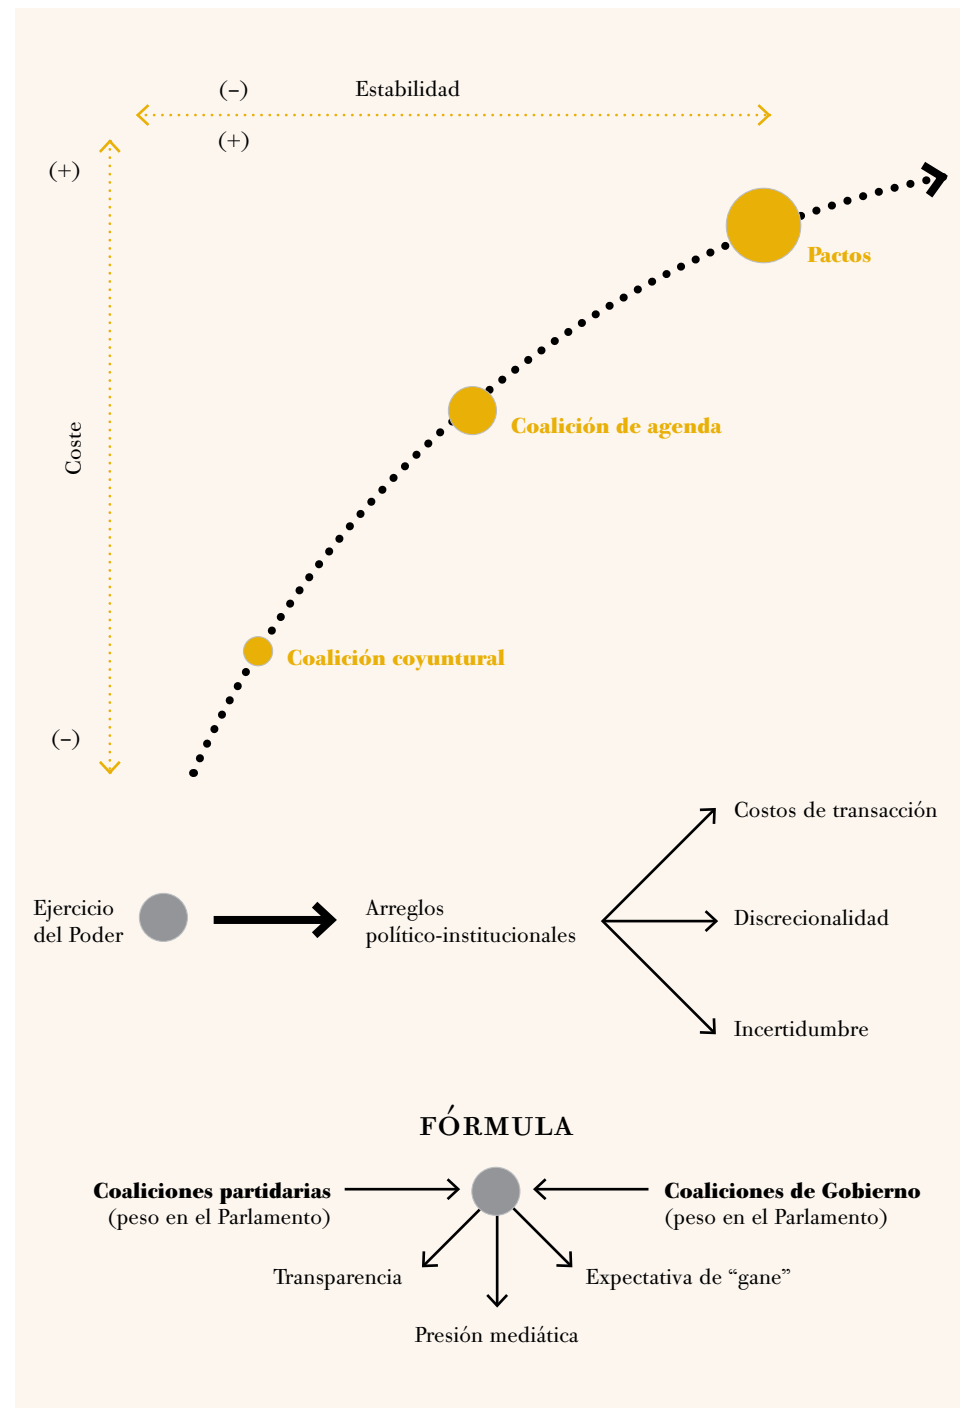 (–)
Estabilidad
(+)
(+)
Pactos
Coste
Coalición de agenda
Coalición coyuntural
(–)
Costos de transacción
Ejercicio
del Poder
Arreglos
político-institucionales
Discrecionalidad
Incertidumbre
FÓRMULA
Coaliciones partidarias
(peso en el Parlamento)
Coaliciones de Gobierno
(peso en el Parlamento)
Transparencia
Expectativa de “gane”
Presión mediática